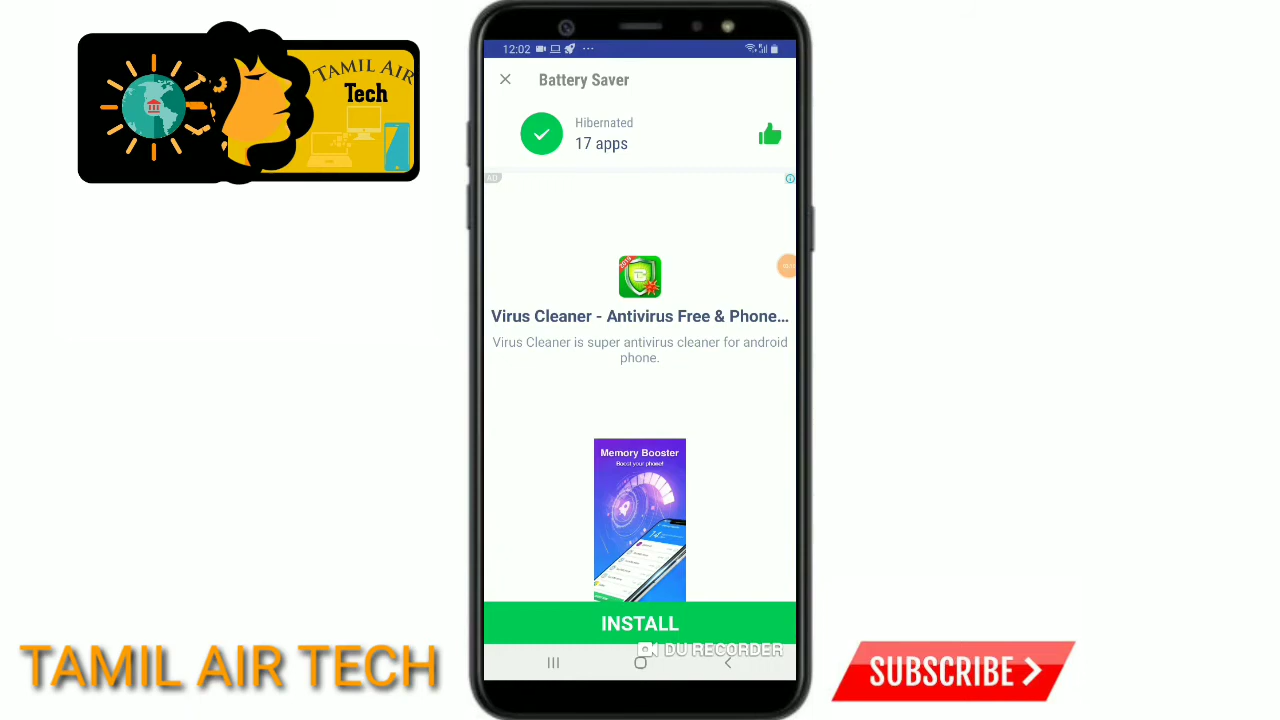 TAMIL AIR
Tech
12:02
Battery Saver
Hibernated
17 apps
AD
2019
Virus Cleaner - Antivirus Free & Phone...
Virus Cleaner is super antivirus cleaner for android
phone.
Memory Booster
Boost your phone!
INSTALL
DU RECORDER
TAMIL AIR TECH
SUBSCRIBE